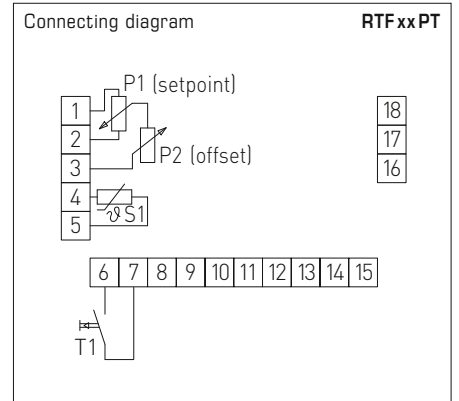 Connecting diagram RTF xx PT
P1 (setpoint)
1
18
2
17
P2 (offset)
3
16
4
ϑ S1
5
6 7 8 9 10 11 12 13 14 15
T1